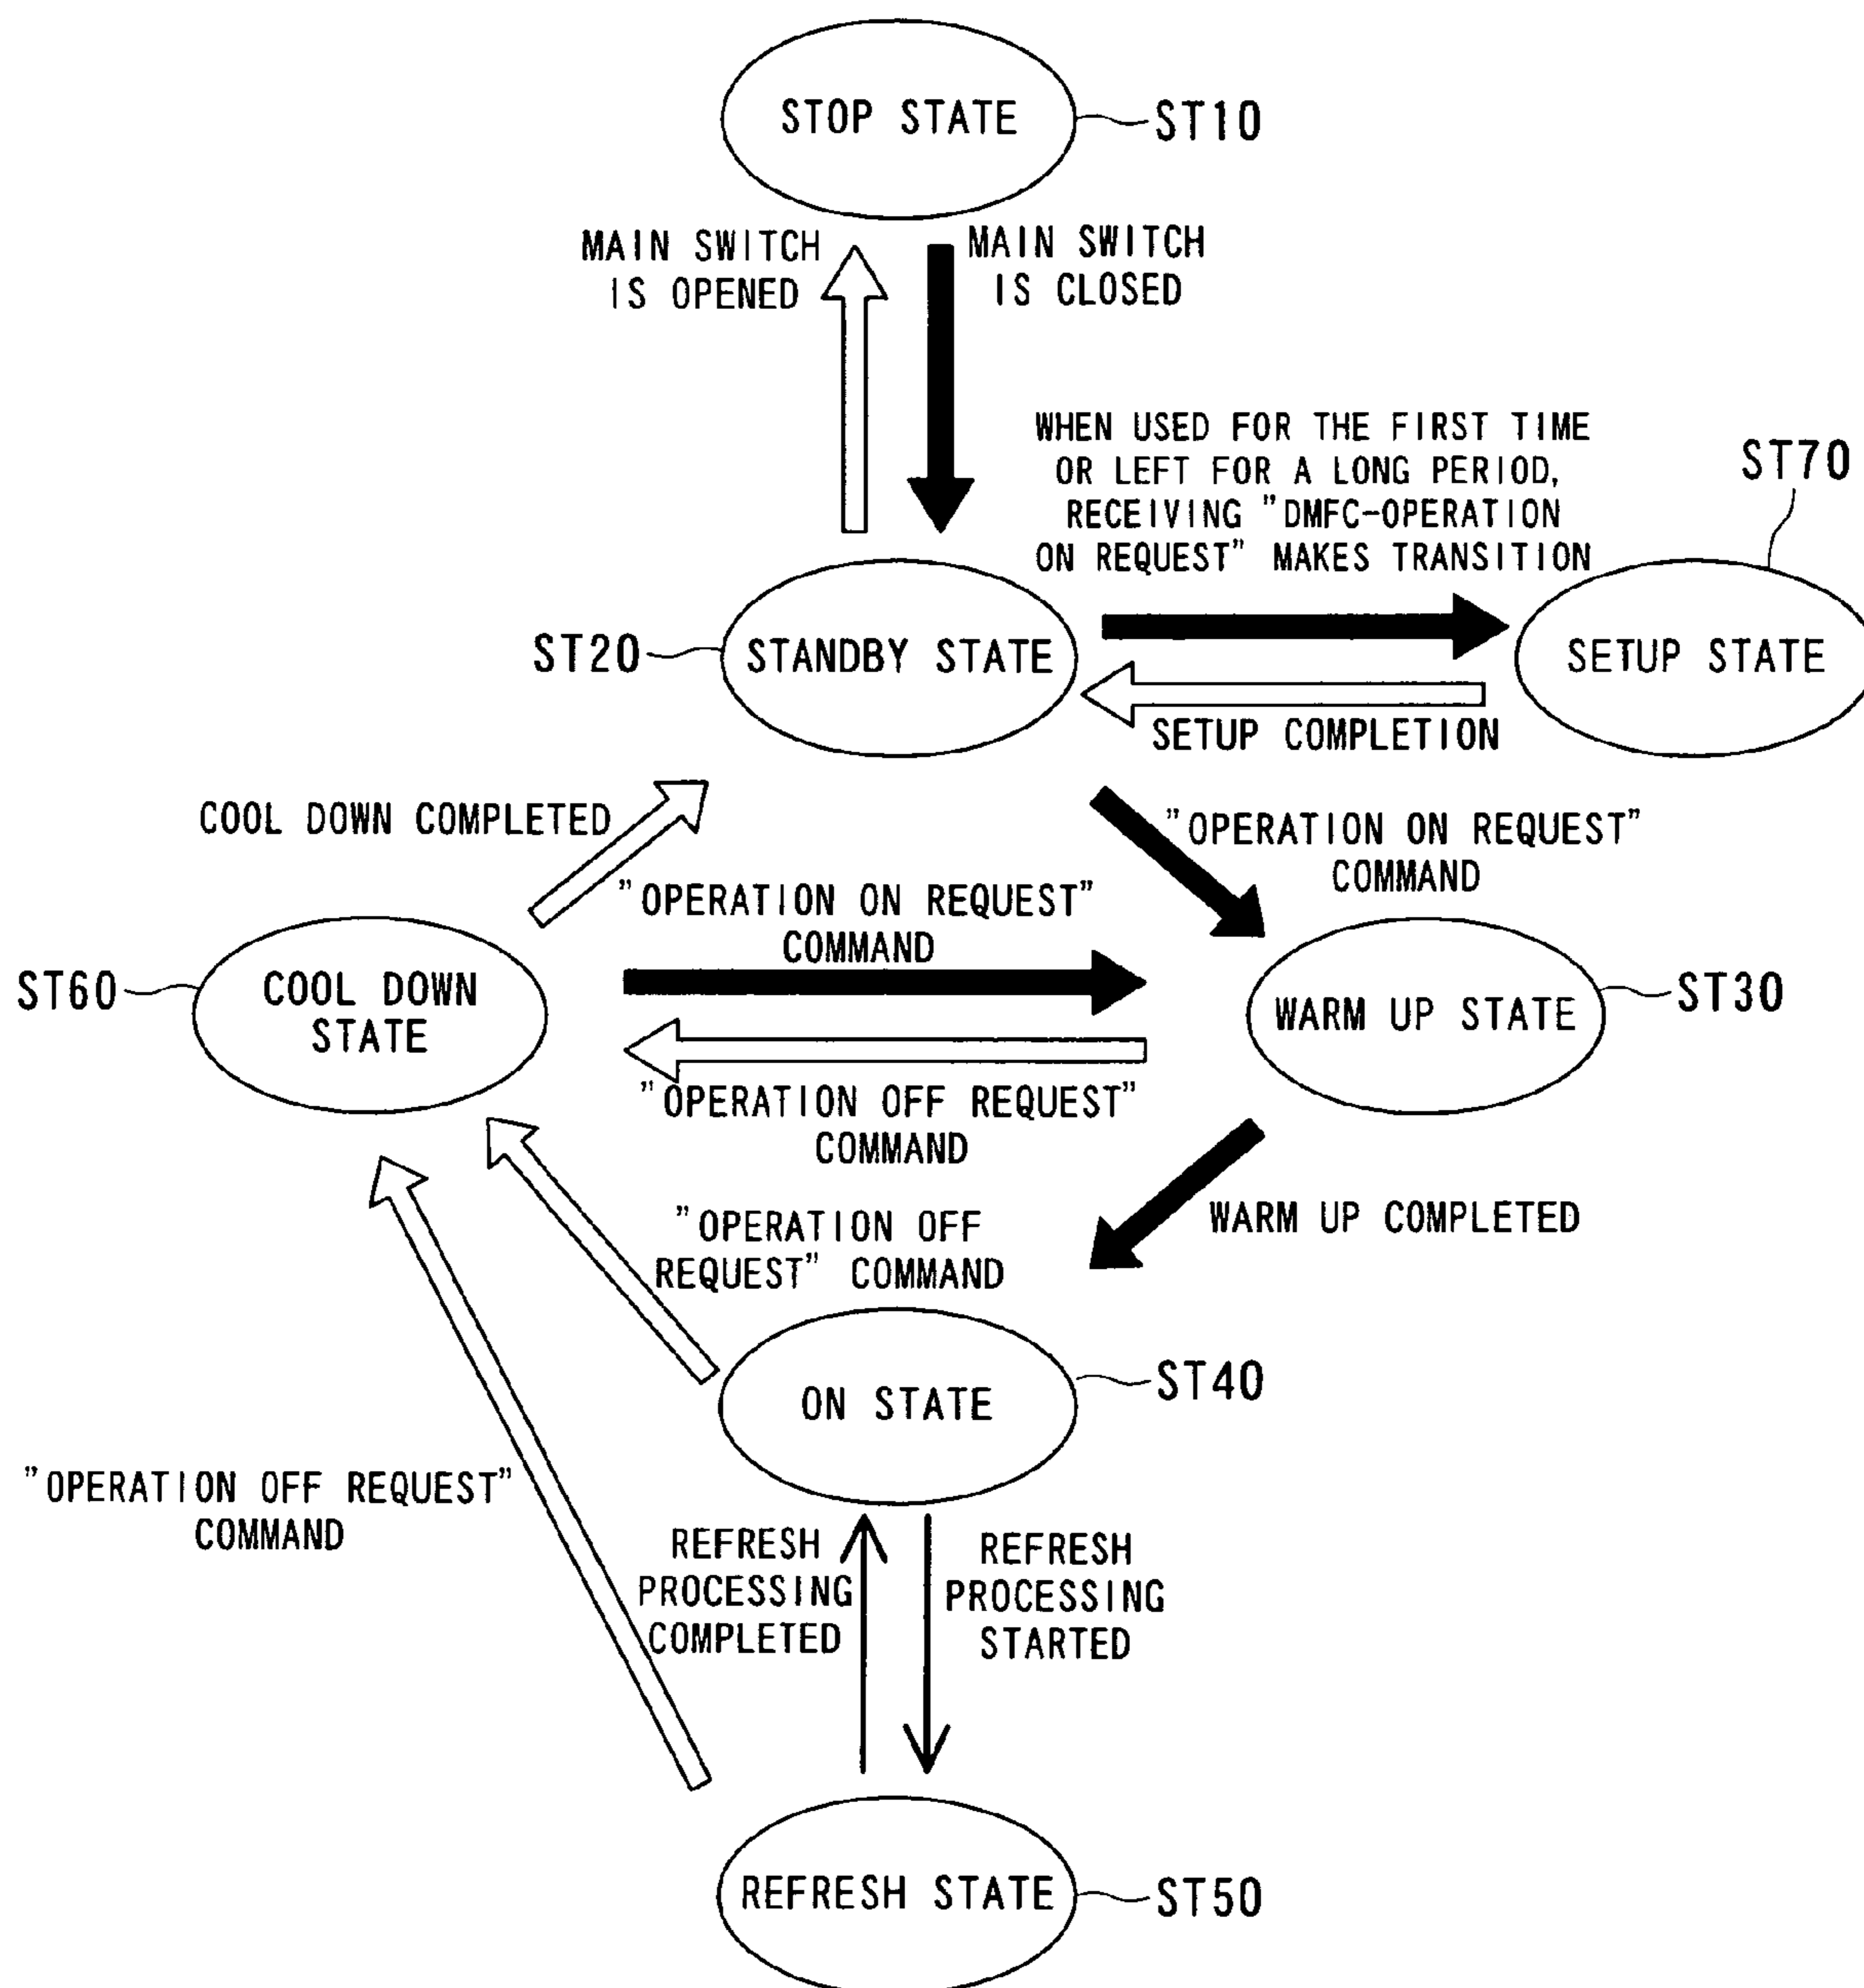 STOP STATE
ST10
MAIN SWITCH
IS OPENED
MAIN SWITCH
IS CLOSED
WHEN USED FOR THE FIRST TIME
OR LEFT FOR A LONG PERIOD,
RECEIVING "DMFC-OPERATION
ON REQUEST" MAKES TRANSITION
ST70
ST20
STANDBY STATE
SETUP STATE
SETUP COMPLETION
COOL DOWN COMPLETED
"OPERATION ON REQUEST"
COMMAND
"OPERATION ON REQUEST"
COMMAND
ST60
COOL DOWN
STATE
WARM UP STATE
ST30
"OPERATION OFF REQUEST"
COMMAND
"OPERATION OFF
REQUEST" COMMAND
WARM UP COMPLETED
ON STATE
ST40
"OPERATION OFF REQUEST"
COMMAND
REFRESH
PROCESSING
COMPLETED
REFRESH
PROCESSING
STARTED
REFRESH STATE
ST50